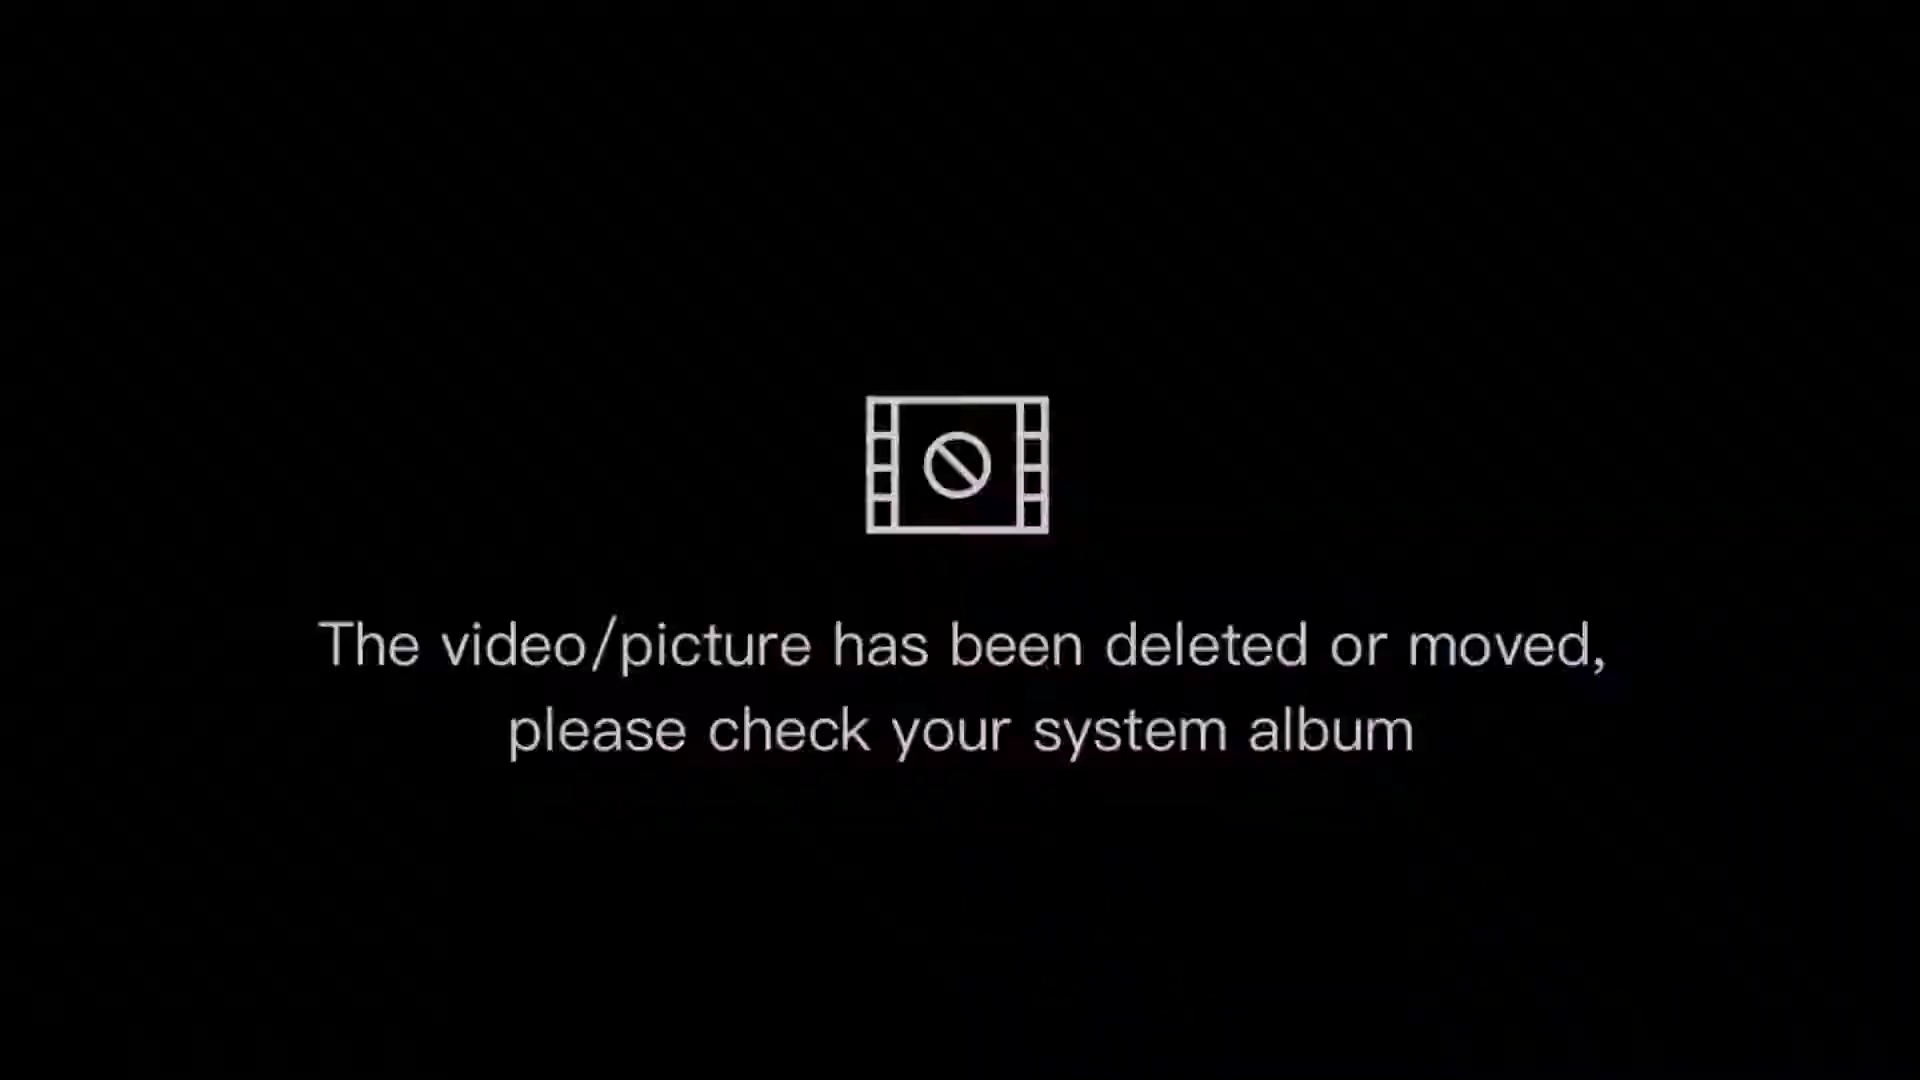 The video/picture has been deleted or moved,
please check your system album